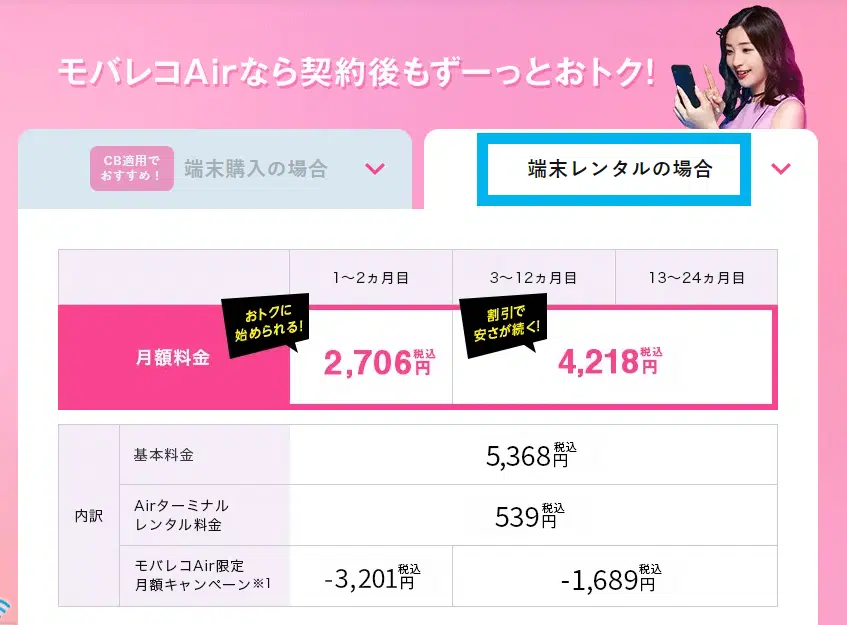 モバレコAirなら契約後もずーっとおトク!
CB適用で
おすすめ！
端末購入の場合
端末レンタルの場合
1〜2ヵ月目
3〜12ヵ月目
13〜24ヵ月目
おトクに
始められる!
割引で
安さが続く!
月額料金
2,706円税込
4,218円税込
内訳
基本料金
5,368円税込
Airターミナル
レンタル料金
539円税込
モバレコAir限定
月額キャンペーン※1
-3,201円税込
-1,689円税込